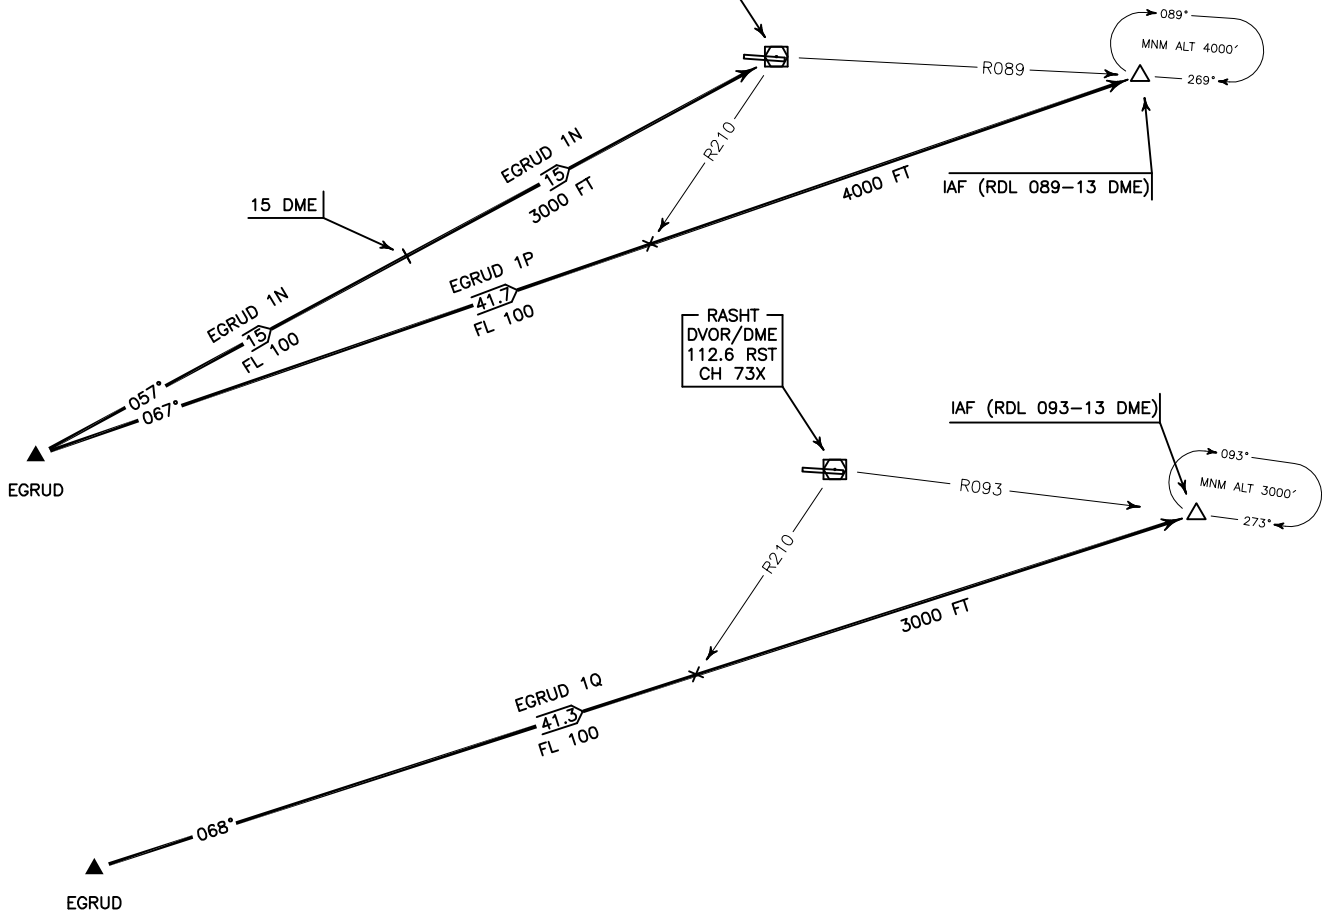 089°
MNM ALT 4000′
269°
R089
EGRUD 1N
15
3000 FT
R210
4000 FT
IAF (RDL 089-13 DME)
15 DME
EGRUD 1P
41.7
FL 100
EGRUD 1N
15
FL 100
057°
067°
EGRUD
RASHT
DVOR/DME
112.6 RST
CH 73X
IAF (RDL 093-13 DME)
093°
MNM ALT 3000′
273°
R093
R210
3000 FT
EGRUD 1Q
41.3
FL 100
068°
EGRUD